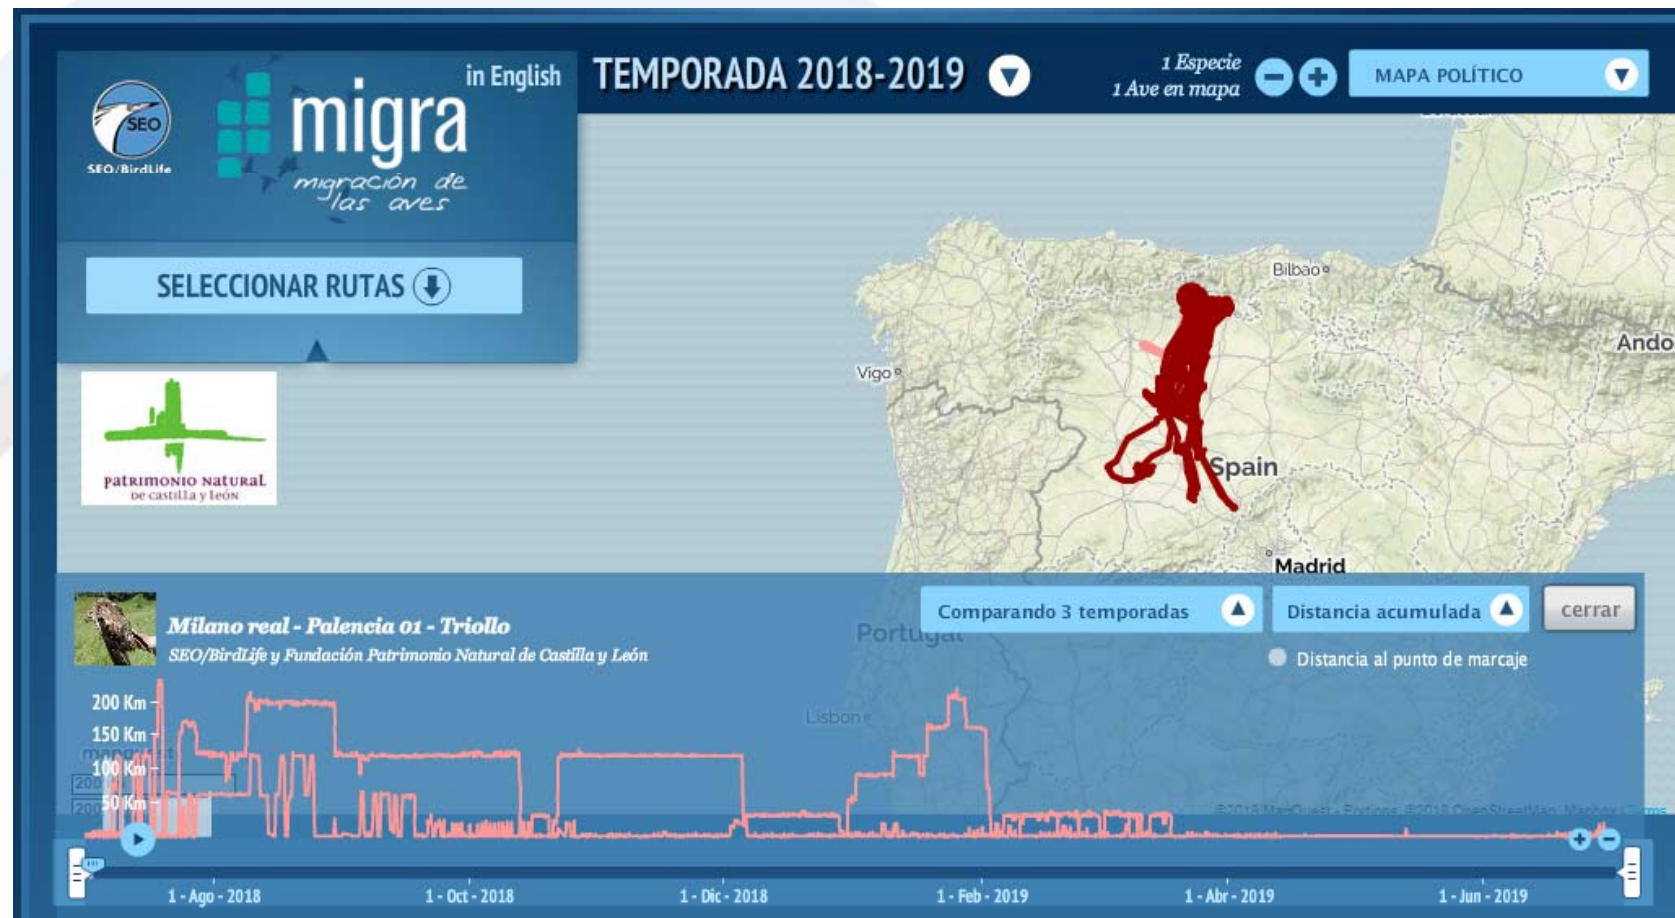 in English
TEMPORADA 2018-2019
1 Especie
1 Ave en mapa
MAPA POLÍTICO
SEO
SEO/BirdLife
migra
migración de
las aves
SELECCIONAR RUTAS
Bilbao
Ando
Vigo
PATRIMONIO NATURAL
DE CASTILLA Y LEÓN
Spain
Madrid
Milano real - Palencia 01 - Triollo
SEO/BirdLife y Fundación Patrimonio Natural de Castilla y León
Comparando 3 temporadas
Distancia acumulada
cerrar
Portugal
Distancia al punto de marcaje
200 Km
Lisbon
150 Km
100 Km
200
50 Km
200
1 - Ago - 2018
1 - Oct - 2018
1 - Dic - 2018
1 - Feb - 2019
1 - Abr - 2019
1 - Jun - 2019